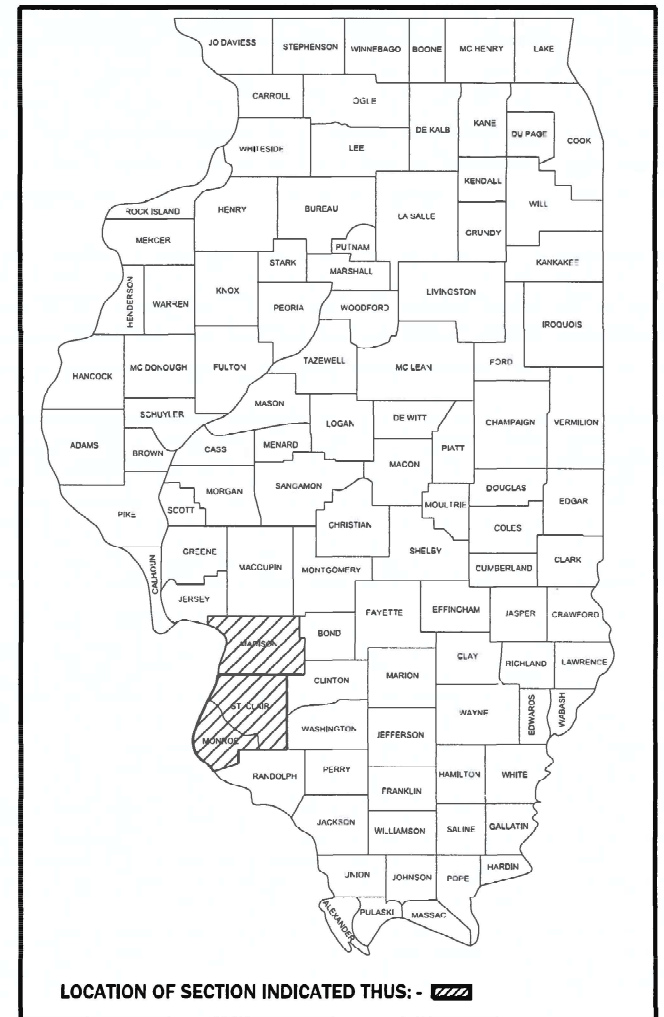 JO DAVIESS STEPHENSON WINNEBAGO BOONE MC HENRY LAKE
CARROLL OGLE DE KALB KANE DU PAGE COOK
WHITESIDE LEE KENDALL WILL
ROCK ISLAND HENRY BUREAU LA SALLE GRUNDY
MERCER STARK PUTNAM KANKAKEE
HENDERSON WARREN KNOX MARSHALL LIVINGSTON
PEORIA WOODFORD IROQUOIS
HANCOCK MC DONOUGH FULTON TAZEWELL MC LEAN FORD
SCHUYLER MASON LOGAN DE WITT CHAMPAIGN VERMILION
ADAMS BROWN CASS MENARD MACON PIATT
PIKE SCOTT MORGAN SANGAMON MOULTRIE DOUGLAS EDGAR
CHRISTIAN COLES
CALHOUN GREENE MACCUPIN MONTGOMERY SHELBY CUMBERLAND CLARK
JERSEY FAYETTE EFFINGHAM JASPER CRAWFORD
MADISON BOND CLAY RICHLAND LAWRENCE
CLINTON MARION
ST. CLAIR WAYNE EDWARDS WABASH
MONROE WASHINGTON JEFFERSON
RANDOLPH PERRY HAMILTON WHITE
FRANKLIN
JACKSON WILLIAMSON SALINE GALLATIN
UNION JOHNSON POPE HARDIN
ALEXANDER PULASKI MASSAC
LOCATION OF SECTION INDICATED THUS: -